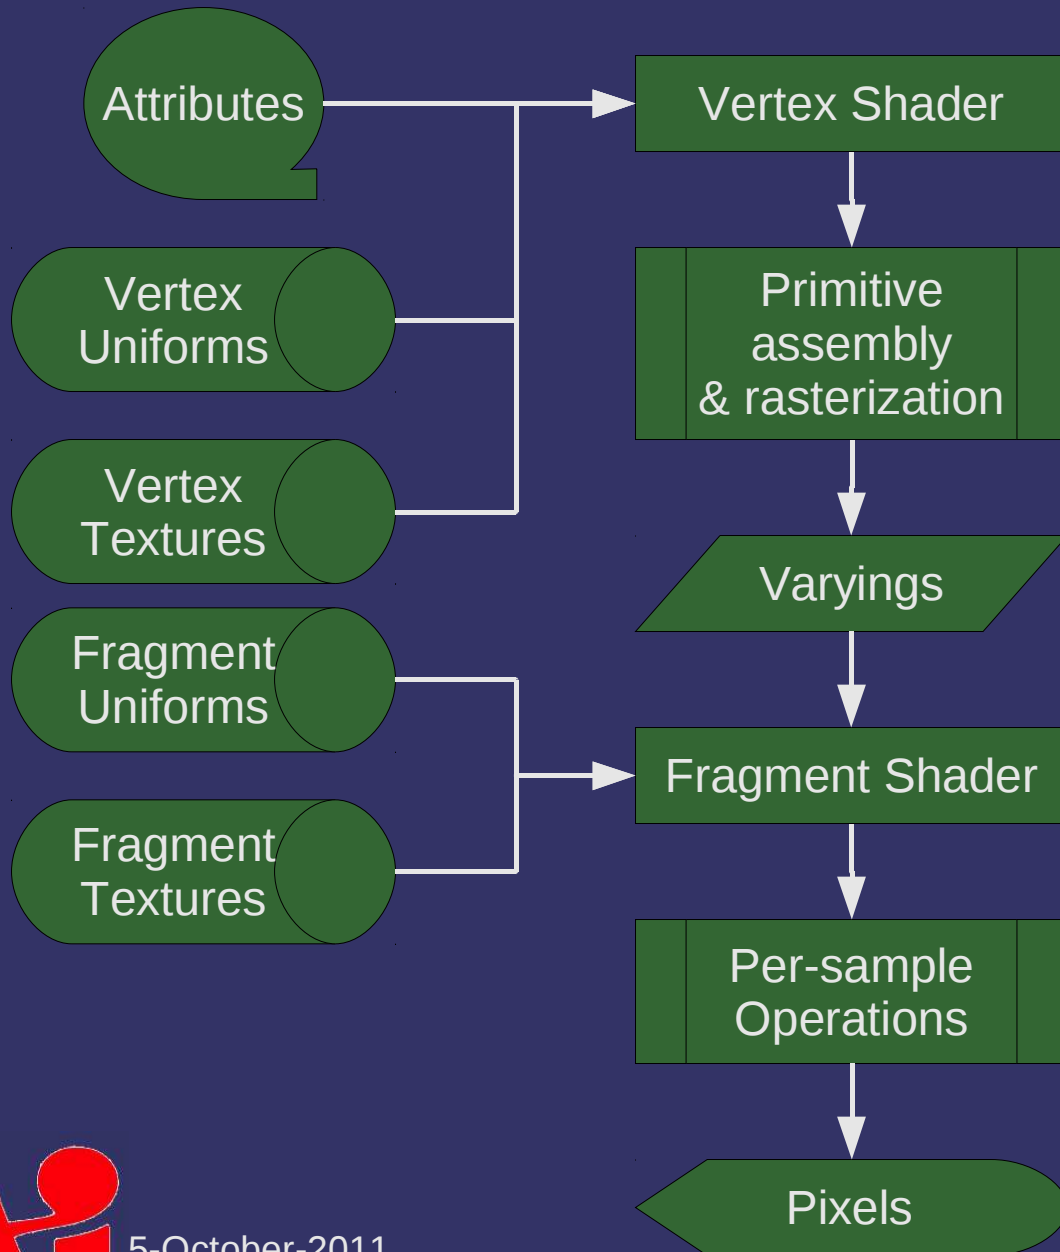 Attributes
Vertex Shader
Vertex
Uniforms
Primitive
assembly
& rasterization
Vertex
Textures
Varyings
Fragment
Uniforms
Fragment Shader
Fragment
Textures
Per-sample
Operations
Pixels
5-October-2011